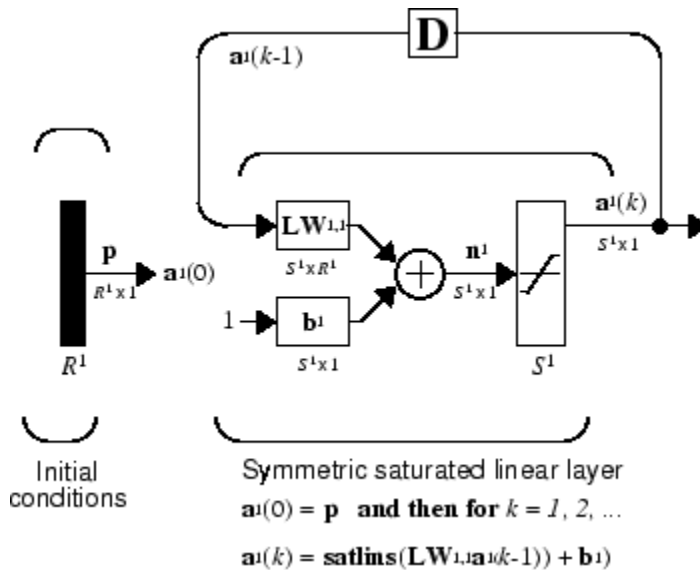 D
a¹(k-1)
LW1,1
a¹(k)
p
a¹(0)
n¹
S¹x1
R¹x1
S¹xR¹
S¹x1
1
b¹
S¹x1
R¹
S¹
Initial
conditions
Symmetric saturated linear layer
a¹(0) = p and then for k = 1, 2, ...
a¹(k) = satlins(LW1,1a¹(k-1)) + b¹)